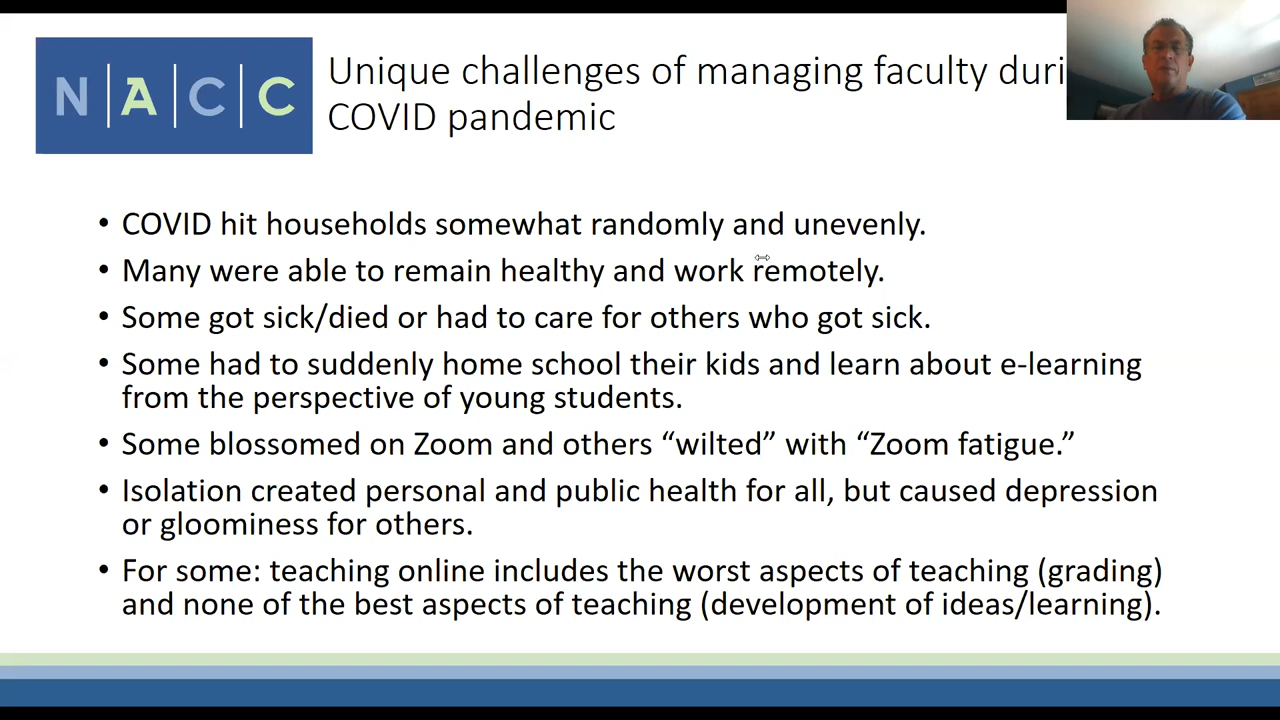 N A C C
Unique challenges of managing faculty duri
COVID pandemic
• COVID hit households somewhat randomly and unevenly.
• Many were able to remain healthy and work remotely.
• Some got sick/died or had to care for others who got sick.
• Some had to suddenly home school their kids and learn about e-learning
from the perspective of young students.
• Some blossomed on Zoom and others “wilted” with “Zoom fatigue.”
• Isolation created personal and public health for all, but caused depression
or gloominess for others.
• For some: teaching online includes the worst aspects of teaching (grading)
and none of the best aspects of teaching (development of ideas/learning).